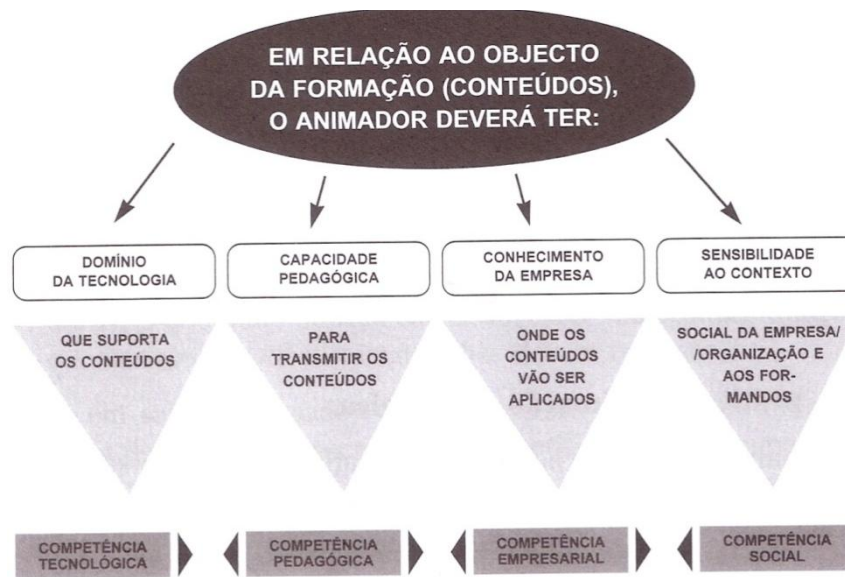 EM RELAÇÃO AO OBJECTO
DA FORMAÇÃO (CONTEÚDOS),
O ANIMADOR DEVERÁ TER:
DOMÍNIO
DA TECNOLOGIA
CAPACIDADE
PEDAGÓGICA
CONHECIMENTO
DA EMPRESA
SENSIBILIDADE
AO CONTEXTO
QUE SUPORTA
OS CONTEÚDOS
PARA
TRANSMITIR OS
CONTEÚDOS
ONDE OS
CONTEÚDOS
VÃO SER
APLICADOS
SOCIAL DA EMPRESA/
/ORGANIZAÇÃO E
AOS FOR-
MANDOS
COMPETÊNCIA
TECNOLÓGICA
COMPETÊNCIA
PEDAGÓGICA
COMPETÊNCIA
EMPRESARIAL
COMPETÊNCIA
SOCIAL